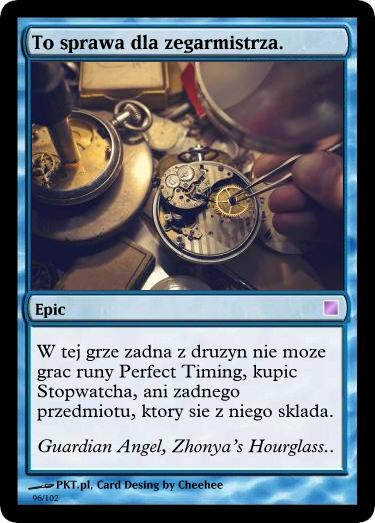 To sprawa dla zegarmistrza.
Epic
W tej grze zadna z druzyn nie moze
grac runy Perfect Timing, kupic
Stopwatcha, ani zadnego
przedmiotu, ktory sie z niego sklada.
Guardian Angel, Zhonya's Hourglass..
PKT.pl, Card Desing by Cheehee
96/102